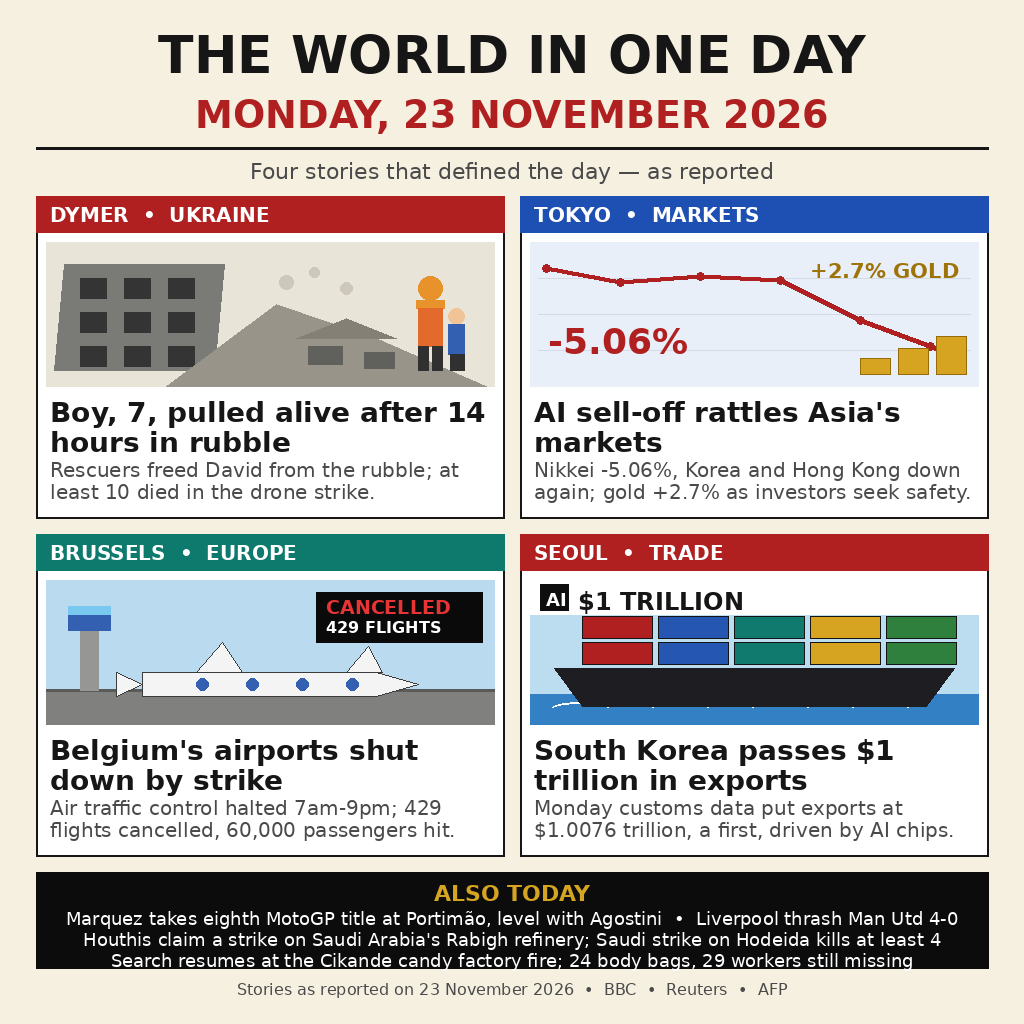 THE WORLD IN ONE DAY
MONDAY, 23 NOVEMBER 2026
Four stories that defined the day — as reported
DYMER • UKRAINE
Boy, 7, pulled alive after 14
hours in rubble
Rescuers freed David from the rubble; at
least 10 died in the drone strike.
TOKYO • MARKETS
+2.7% GOLD
-5.06%
AI sell-off rattles Asia's
markets
Nikkei -5.06%, Korea and Hong Kong down
again; gold +2.7% as investors seek safety.
BRUSSELS • EUROPE
CANCELLED
429 FLIGHTS
Belgium's airports shut
down by strike
Air traffic control halted 7am-9pm; 429
flights cancelled, 60,000 passengers hit.
SEOUL • TRADE
AI $1 TRILLION
South Korea passes $1
trillion in exports
Monday customs data put exports at
$1.0076 trillion, a first, driven by AI chips.
ALSO TODAY
Marquez takes eighth MotoGP title at Portimão, level with Agostini • Liverpool thrash Man Utd 4-0
Houthis claim a strike on Saudi Arabia's Rabigh refinery; Saudi strike on Hodeida kills at least 4
Search resumes at the Cikande candy factory fire; 24 body bags, 29 workers still missing
Stories as reported on 23 November 2026 • BBC • Reuters • AFP